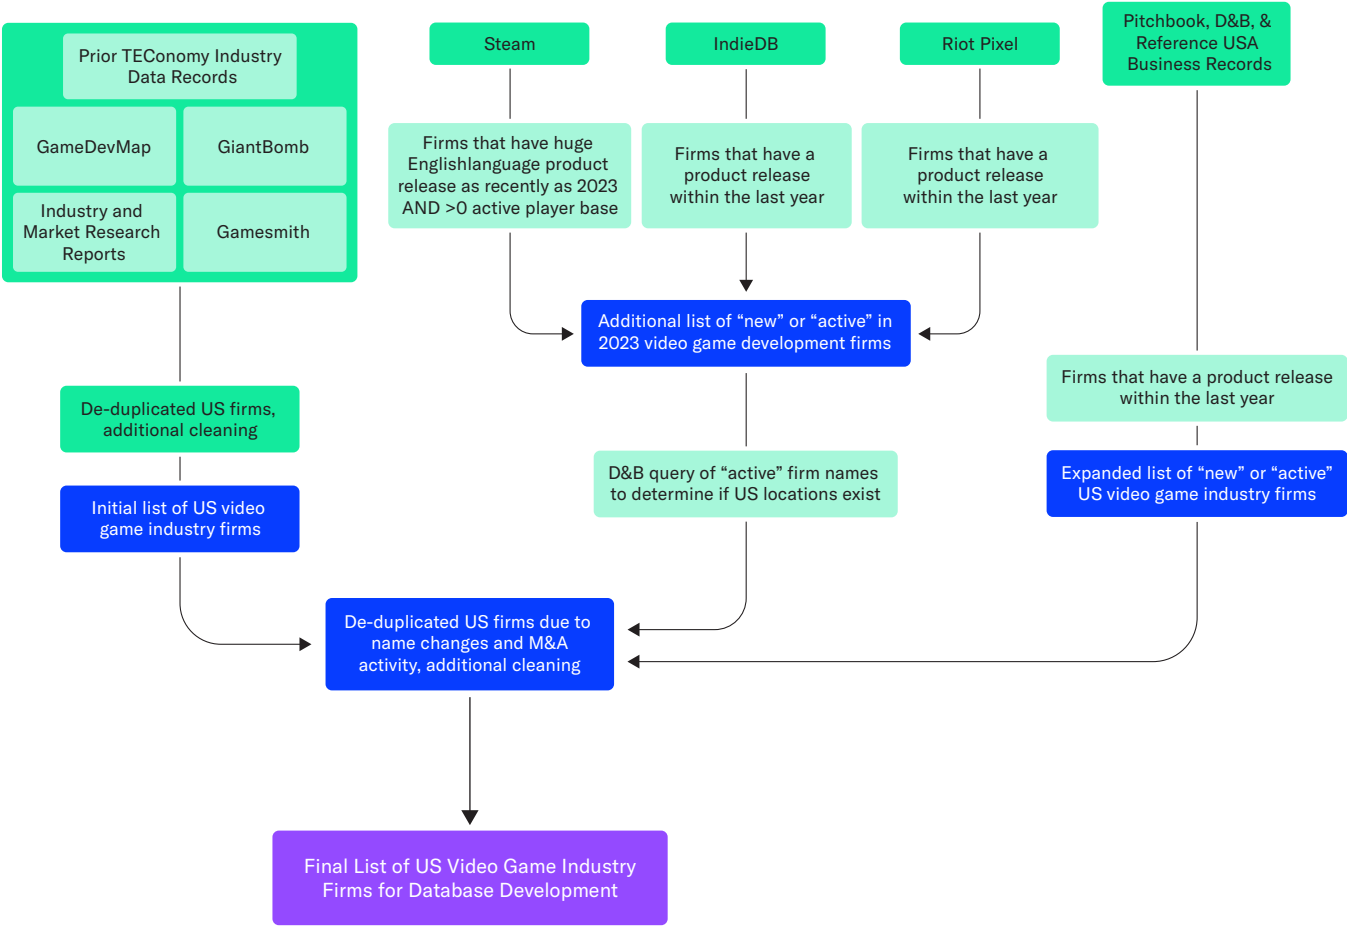 Prior TEConomy Industry
Data Records
GameDevMap
GiantBomb
Industry and
Market Research
Reports
Gamesmith
De-duplicated US firms,
additional cleaning
Initial list of US video
game industry firms
Steam
IndieDB
Riot Pixel
Firms that have huge
Englishlanguage product
release as recently as 2023
AND >0 active player base
Firms that have a
product release
within the last year
Firms that have a
product release
within the last year
Additional list of “new” or “active” in
2023 video game development firms
D&B query of “active” firm names
to determine if US locations exist
Pitchbook, D&B, &
Reference USA
Business Records
Firms that have a product release
within the last year
Expanded list of “new” or “active”
US video game industry firms
De-duplicated US firms due to
name changes and M&A
activity, additional cleaning
Final List of US Video Game Industry
Firms for Database Development